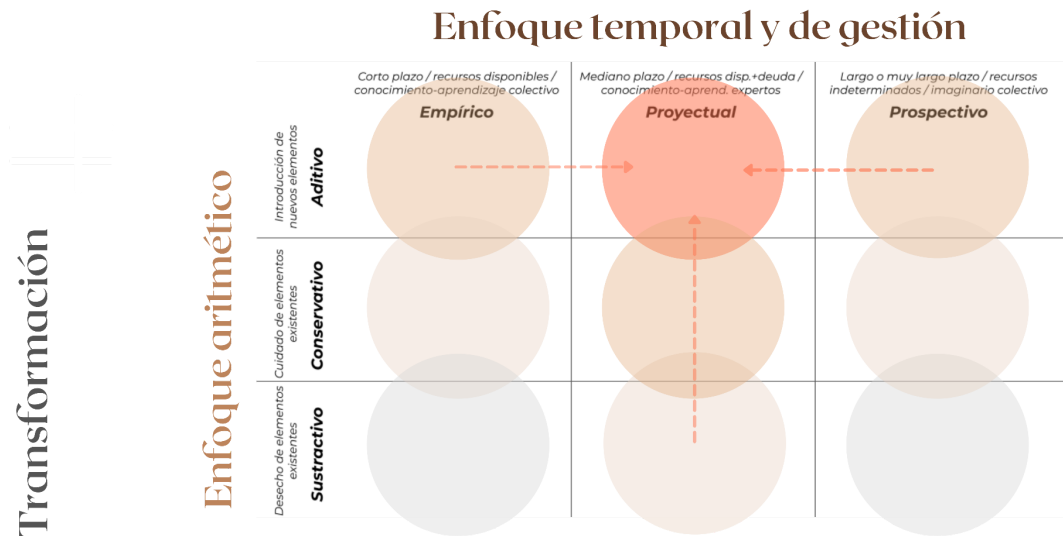 Enfoque temporal y de gestión
Corto plazo / recursos disponibles /
conocimiento-aprendizaje colectivo
Empírico
Mediano plazo / recursos disp.+deuda /
conocimiento-aprend. expertos
Proyectual
Largo o muy largo plazo / recursos
indeterminados / imaginario colectivo
Prospectivo
Transformación
Enfoque aritmético
Introducción de
nuevos elementos
Aditivo
Cuidado de elementos
existentes
Conservativo
Desecho de elementos
existentes
Sustractivo